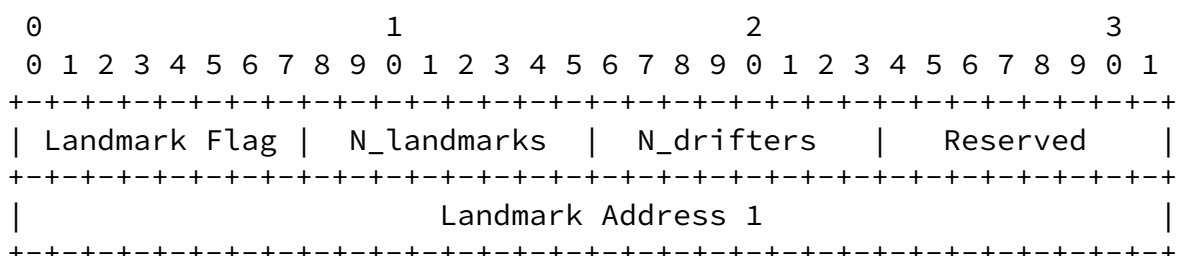 0                   1                   2                   3
 0 1 2 3 4 5 6 7 8 9 0 1 2 3 4 5 6 7 8 9 0 1 2 3 4 5 6 7 8 9 0 1
+-+-+-+-+-+-+-+-+-+-+-+-+-+-+-+-+-+-+-+-+-+-+-+-+-+-+-+-+-+-+-+-+
| Landmark Flag |  N_landmarks  |  N_drifters   |   Reserved    |
+-+-+-+-+-+-+-+-+-+-+-+-+-+-+-+-+-+-+-+-+-+-+-+-+-+-+-+-+-+-+-+-+
|                       Landmark Address 1                      |
+-+-+-+-+-+-+-+-+-+-+-+-+-+-+-+-+-+-+-+-+-+-+-+-+-+-+-+-+-+-+-+-+